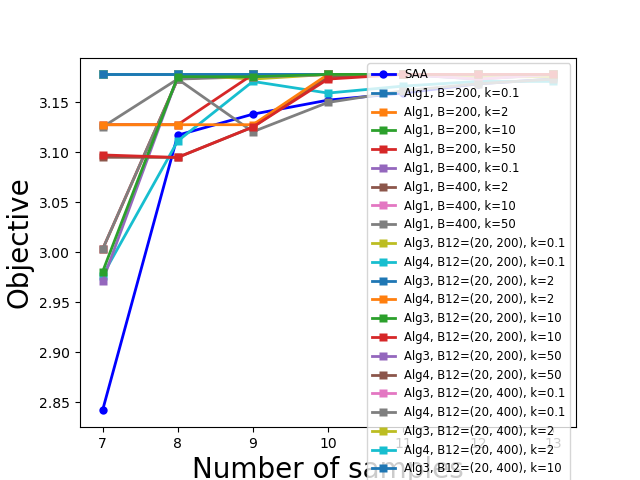 Objective
3.15
3.10
3.05
3.00
2.95
2.90
2.85
7 8 9 10 11 12 13
Number of samples
SAA
Alg1, B=200, k=0.1
Alg1, B=200, k=2
Alg1, B=200, k=10
Alg1, B=200, k=50
Alg1, B=400, k=0.1
Alg1, B=400, k=2
Alg1, B=400, k=10
Alg1, B=400, k=50
Alg3, B12=(20, 200), k=0.1
Alg4, B12=(20, 200), k=0.1
Alg3, B12=(20, 200), k=2
Alg4, B12=(20, 200), k=2
Alg3, B12=(20, 200), k=10
Alg4, B12=(20, 200), k=10
Alg3, B12=(20, 200), k=50
Alg4, B12=(20, 200), k=50
Alg3, B12=(20, 400), k=0.1
Alg4, B12=(20, 400), k=0.1
Alg3, B12=(20, 400), k=2
Alg4, B12=(20, 400), k=2
Alg3, B12=(20, 400), k=10